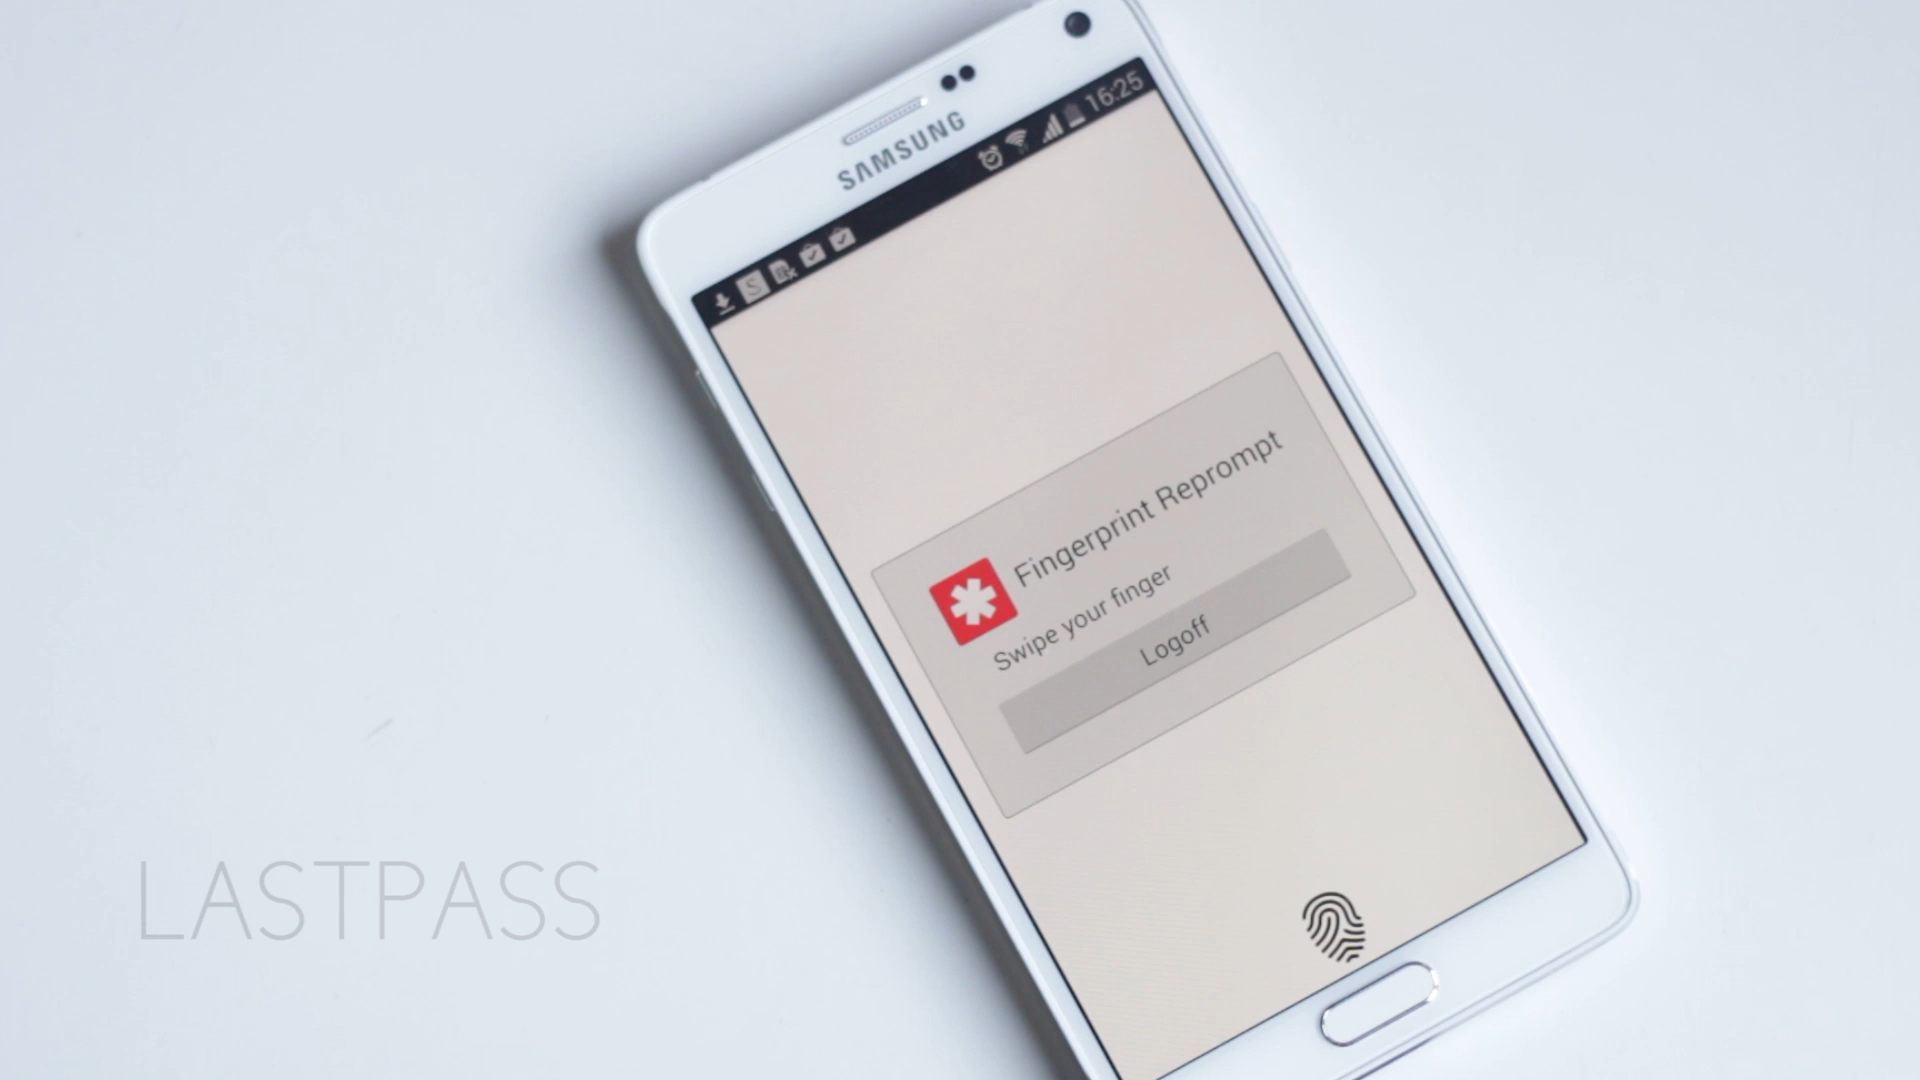 16:25
SAMSUNG
Fingerprint Reprompt
Swipe your finger
Logoff
LASTPASS